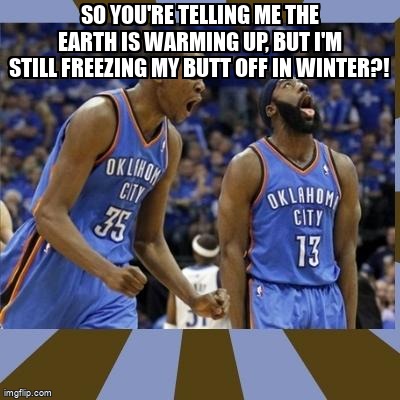 SO YOU'RE TELLING ME THE
EARTH IS WARMING UP, BUT I'M
STILL FREEZING MY BUTT OFF IN WINTER?!
OKLAHOMA
CITY
35
OKLAHOMA
CITY
13
imgflip.com